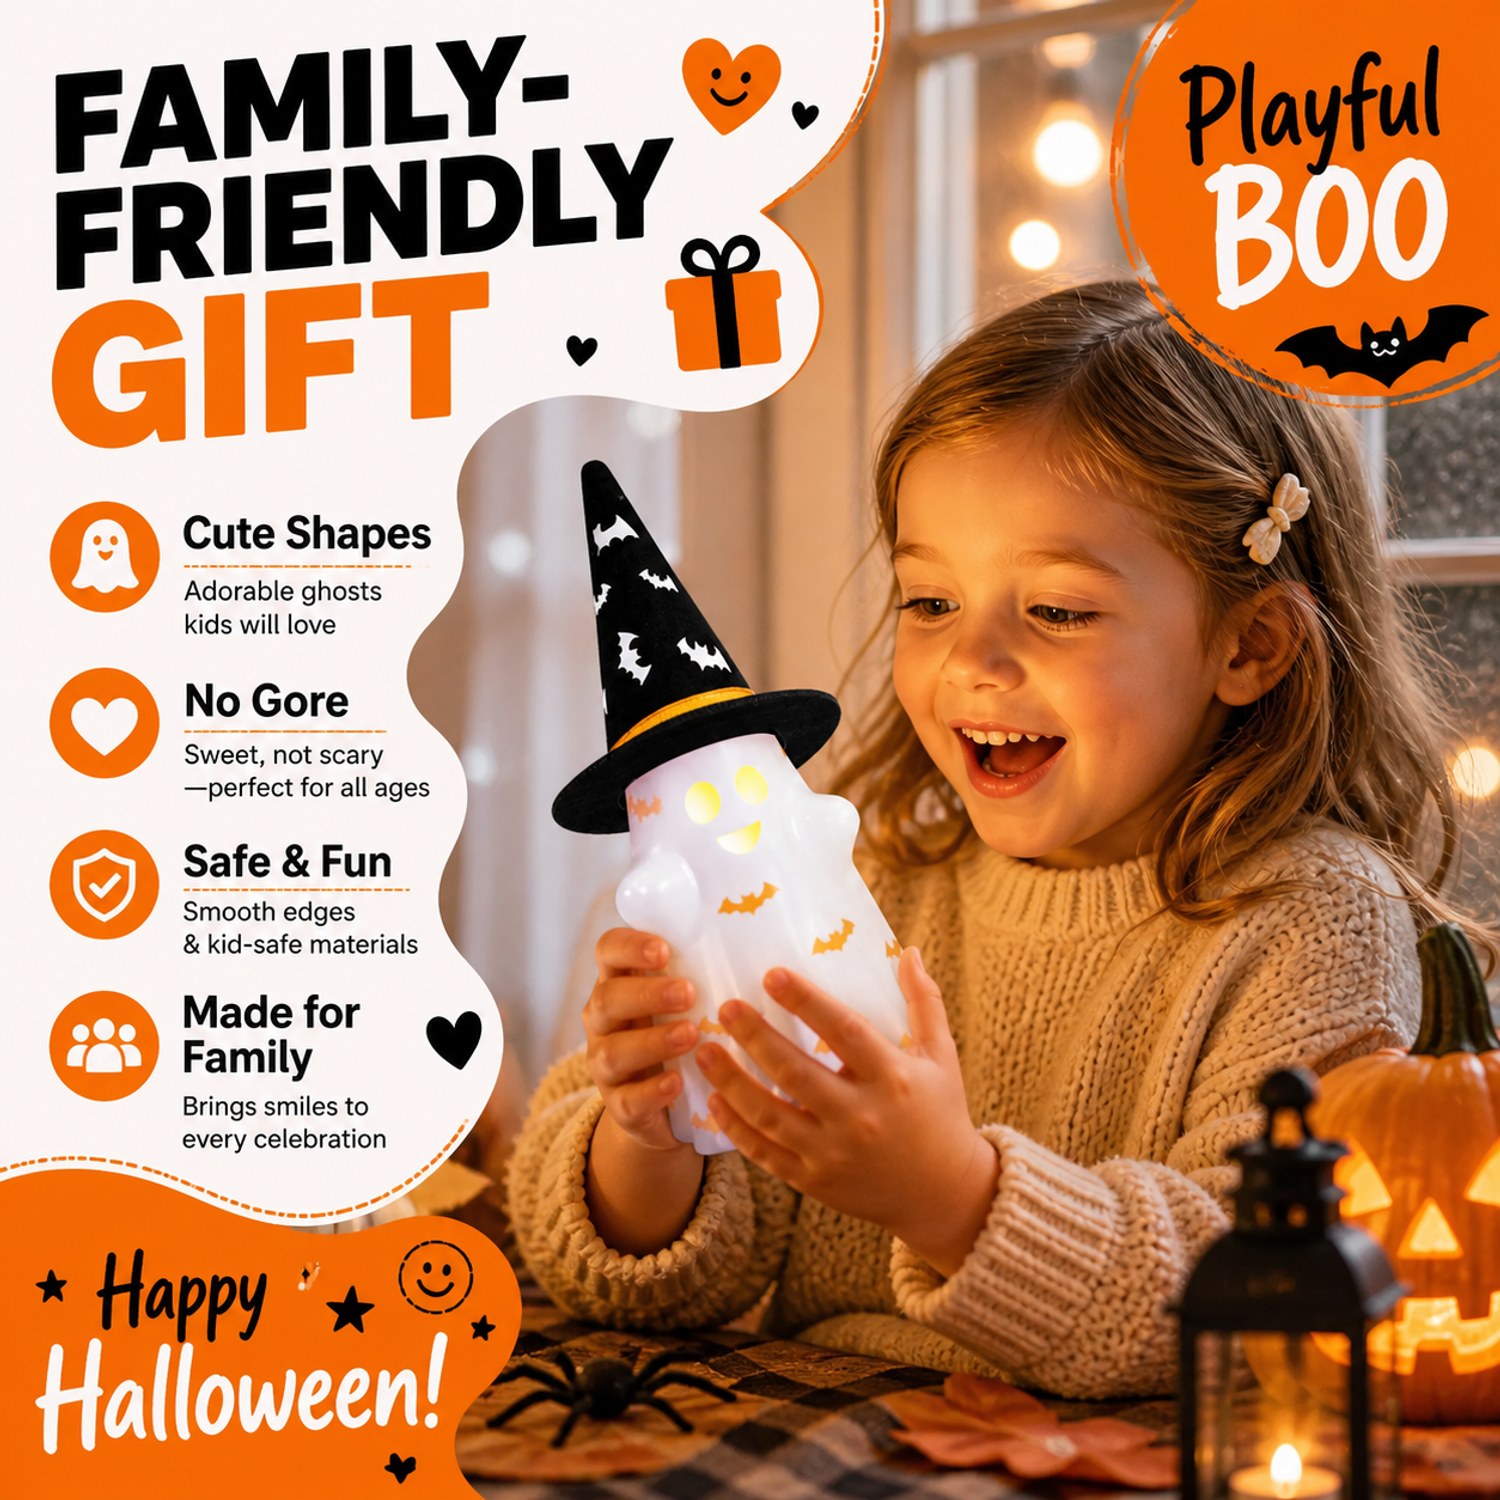 FAMILY-
FRIENDLY
GIFT
Playful
BOO
Cute Shapes
Adorable ghosts
kids will love
No Gore
Sweet, not scary
—perfect for all ages
Safe & Fun
Smooth edges
& kid-safe materials
Made for
Family
Brings smiles to
every celebration
Happy
Halloween!